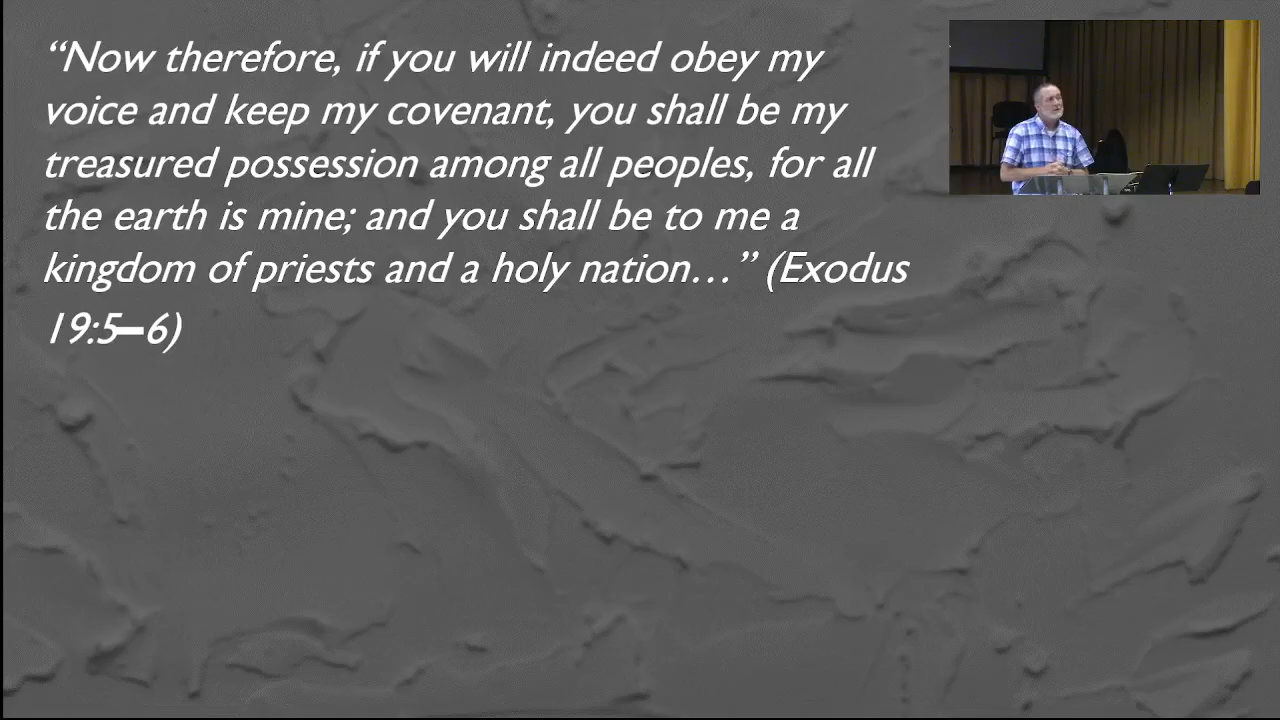 “Now therefore, if you will indeed obey my
voice and keep my covenant, you shall be my
treasured possession among all peoples, for all
the earth is mine; and you shall be to me a
kingdom of priests and a holy nation…” (Exodus
19:5–6)